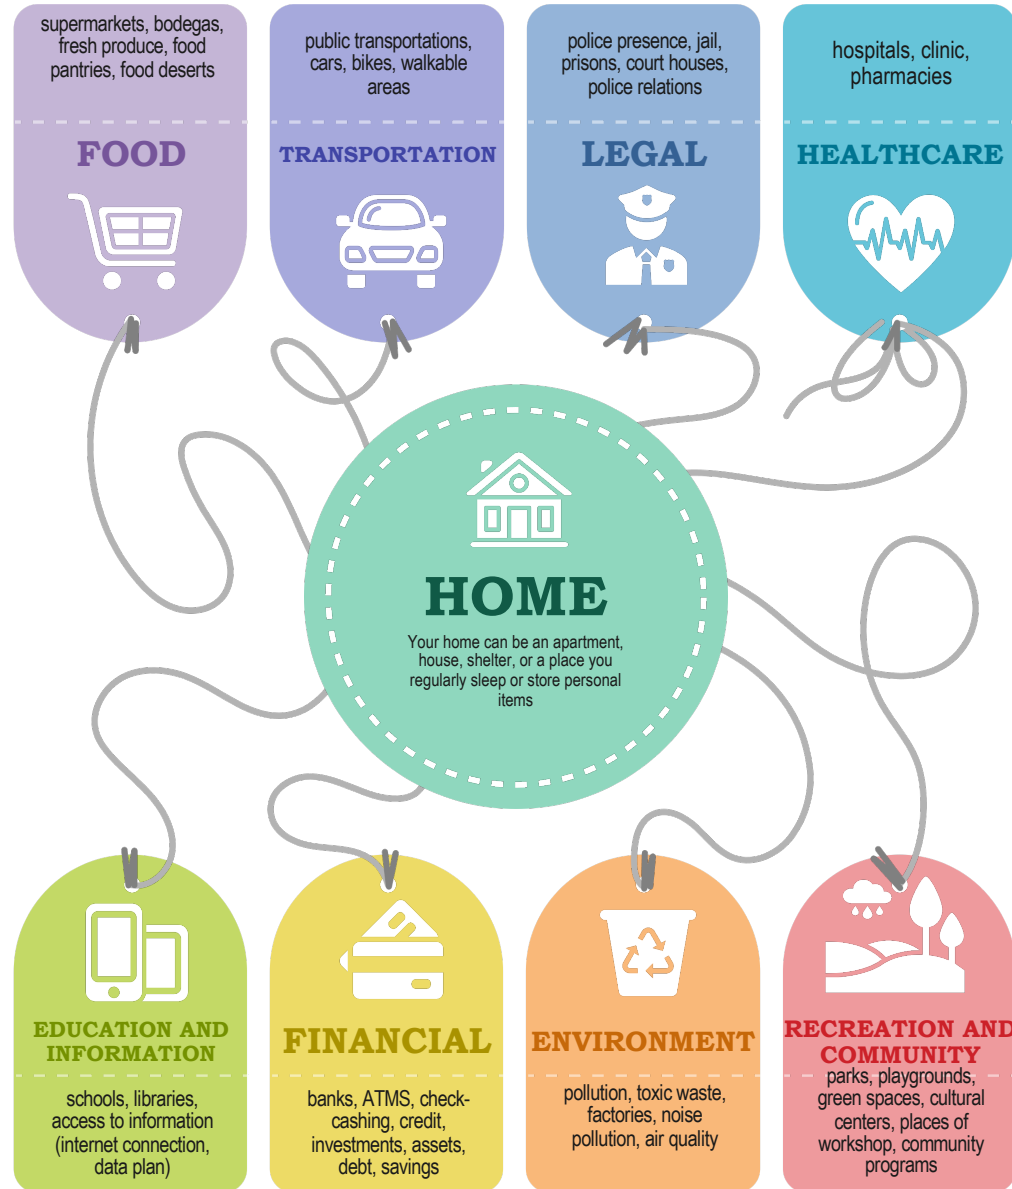 supermarkets, bodegas,
fresh produce, food
pantries, food deserts
FOOD
public transportations,
cars, bikes, walkable
areas
TRANSPORTATION
police presence, jail,
prisons, court houses,
police relations
LEGAL
hospitals, clinic,
pharmacies
HEALTHCARE
HOME
Your home can be an apartment,
house, shelter, or a place you
regularly sleep or store personal
items
EDUCATION AND
INFORMATION
schools, libraries,
access to information
(internet connection,
data plan)
FINANCIAL
banks, ATMS, check-
cashing, credit,
investments, assets,
debt, savings
ENVIRONMENT
pollution, toxic waste,
factories, noise
pollution, air quality
RECREATION AND
COMMUNITY
parks, playgrounds,
green spaces, cultural
centers, places of
workshop, community
programs